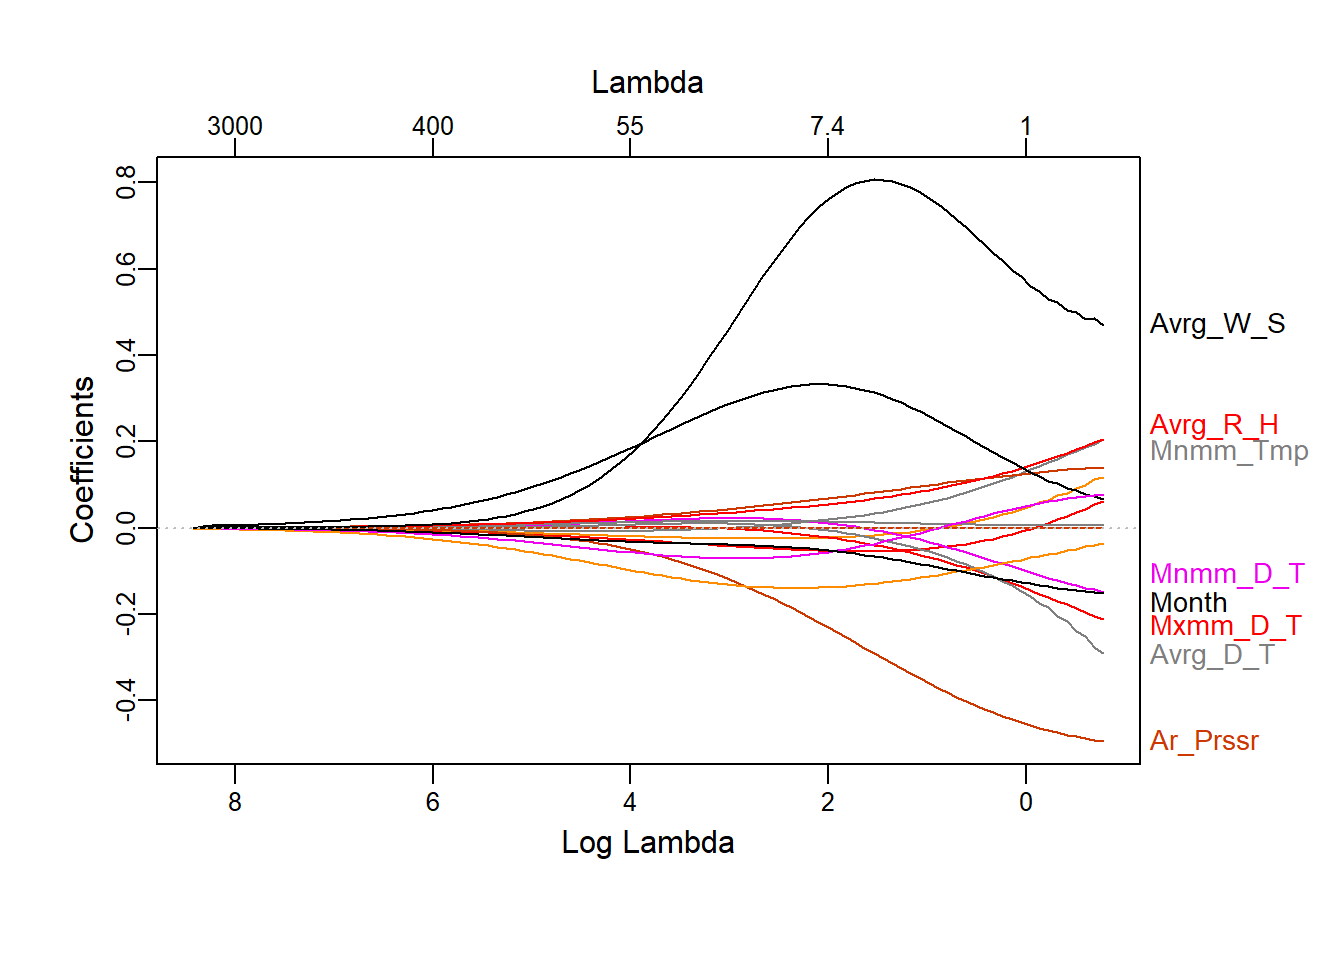 Lambda
3000 400 55 7.4 1
Coefficients
0.8
0.6
0.4
0.2
0.0
-0.2
-0.4
Avrg_W_S
Avrg_R_H
Mnmm_Tmp
Mnmm_D_T
Month
Mxmm_D_T
Avrg_D_T
Ar_Prssr
8 6 4 2 0
Log Lambda